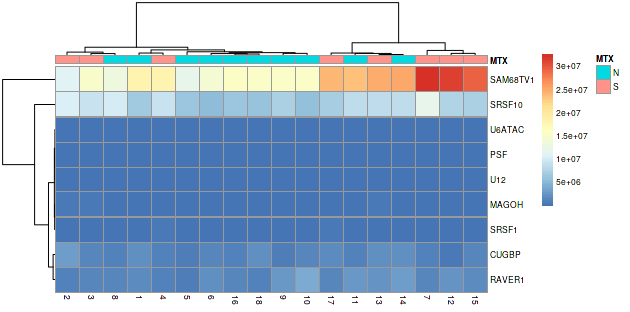 MTX
SAM68TV1
SRSF10
U6ATAC
PSF
U12
MAGOH
SRSF1
CUGBP
RAVER1
2 3 8 1 4 5 6 16 18 9 10 17 11 13 14 7 12 15
3e+07
2.5e+07
2e+07
1.5e+07
1e+07
5e+06
MTX
N
S